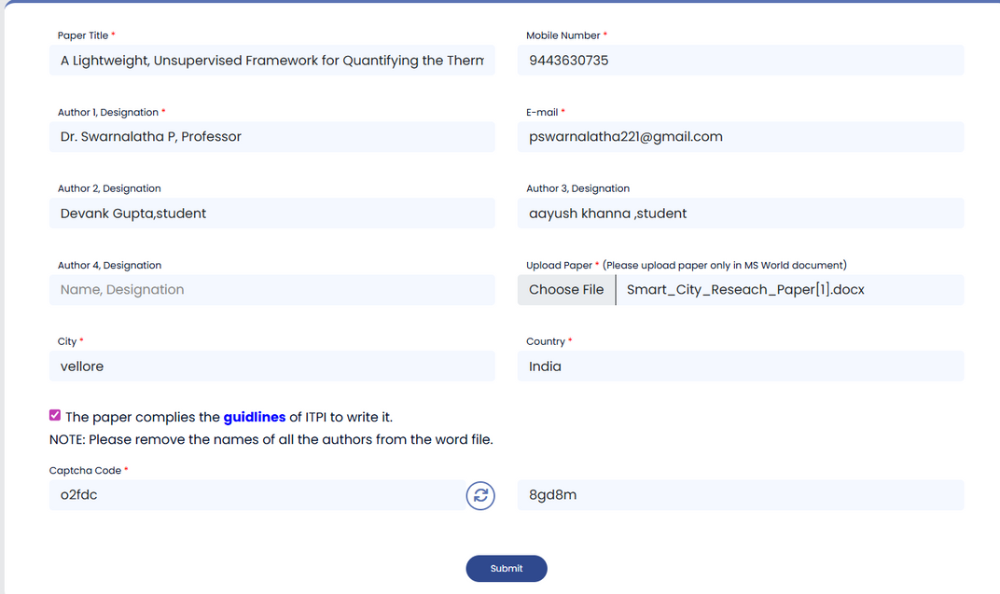 Paper Title * Mobile Number *
A Lightweight, Unsupervised Framework for Quantifying the Therm 9443630735
Author 1, Designation * E-mail *
Dr. Swarnalatha P, Professor pswarnalatha221@gmail.com
Author 2, Designation Author 3, Designation
Devank Gupta,student aayush khanna ,student
Author 4, Designation Upload Paper * (Please upload paper only in MS World document)
Name, Designation Choose File Smart_City_Reseach_Paper[1].docx
City * Country *
vellore India
The paper complies the guidlines of ITPI to write it.
NOTE: Please remove the names of all the authors from the word file.
Captcha Code *
o2fdc 8gd8m
Submit